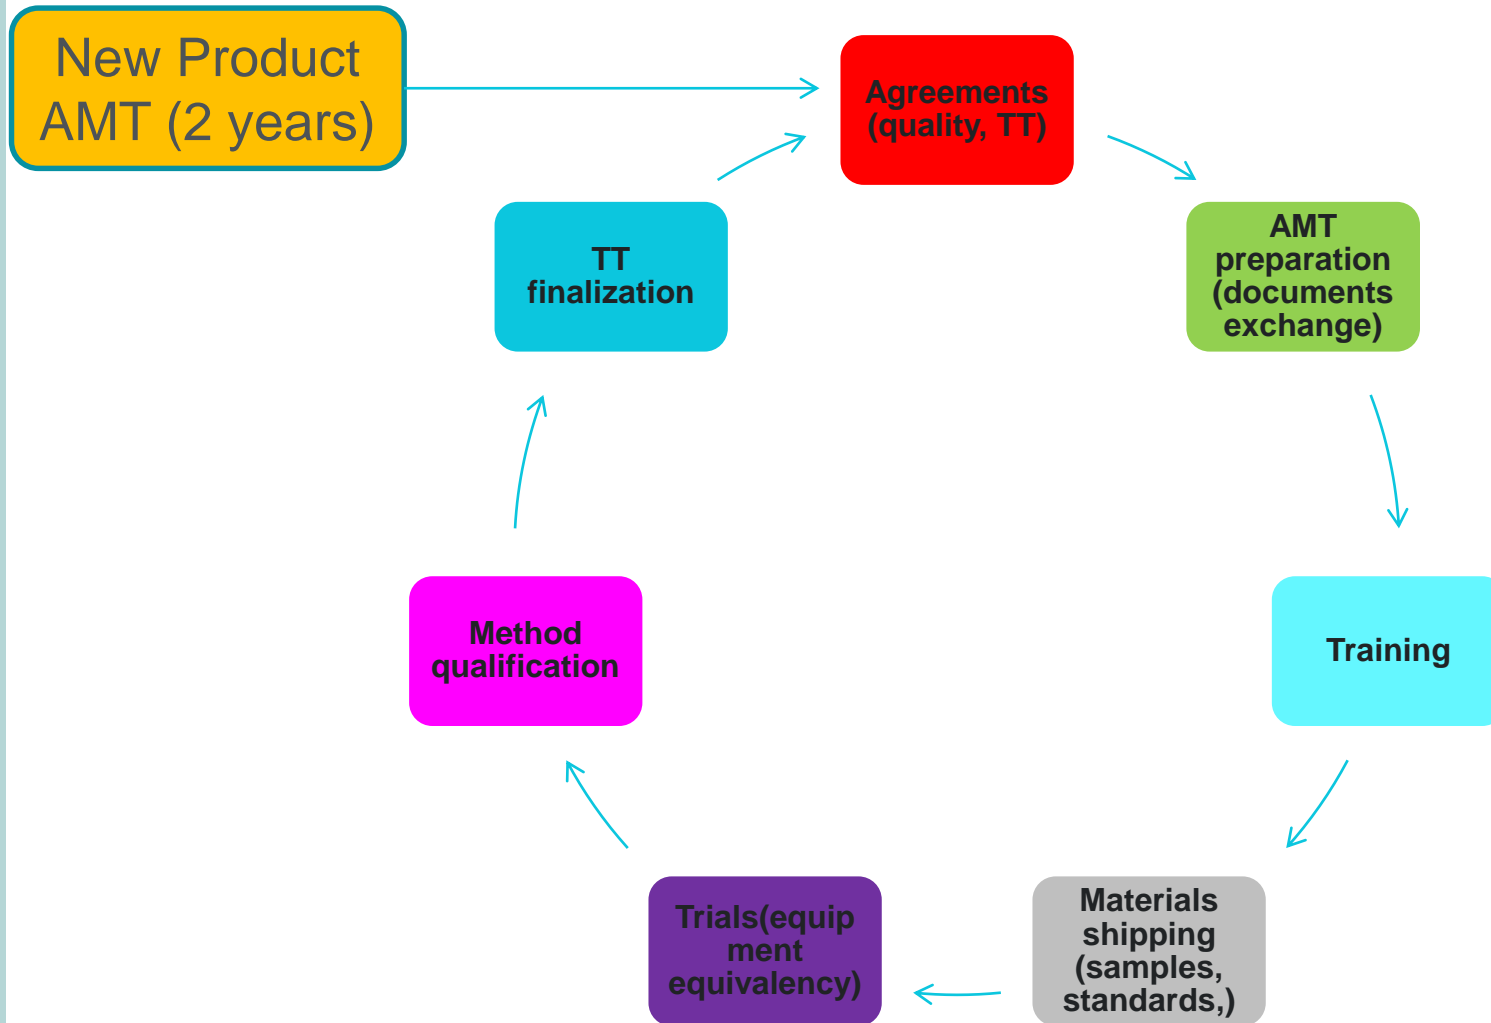 New Product
AMT (2 years)
Agreements
(quality, TT)
AMT
preparation
(documents
exchange)
Training
Materials
shipping
(samples,
standards,)
Trials(equip
ment
equivalency)
Method
qualification
TT
finalization